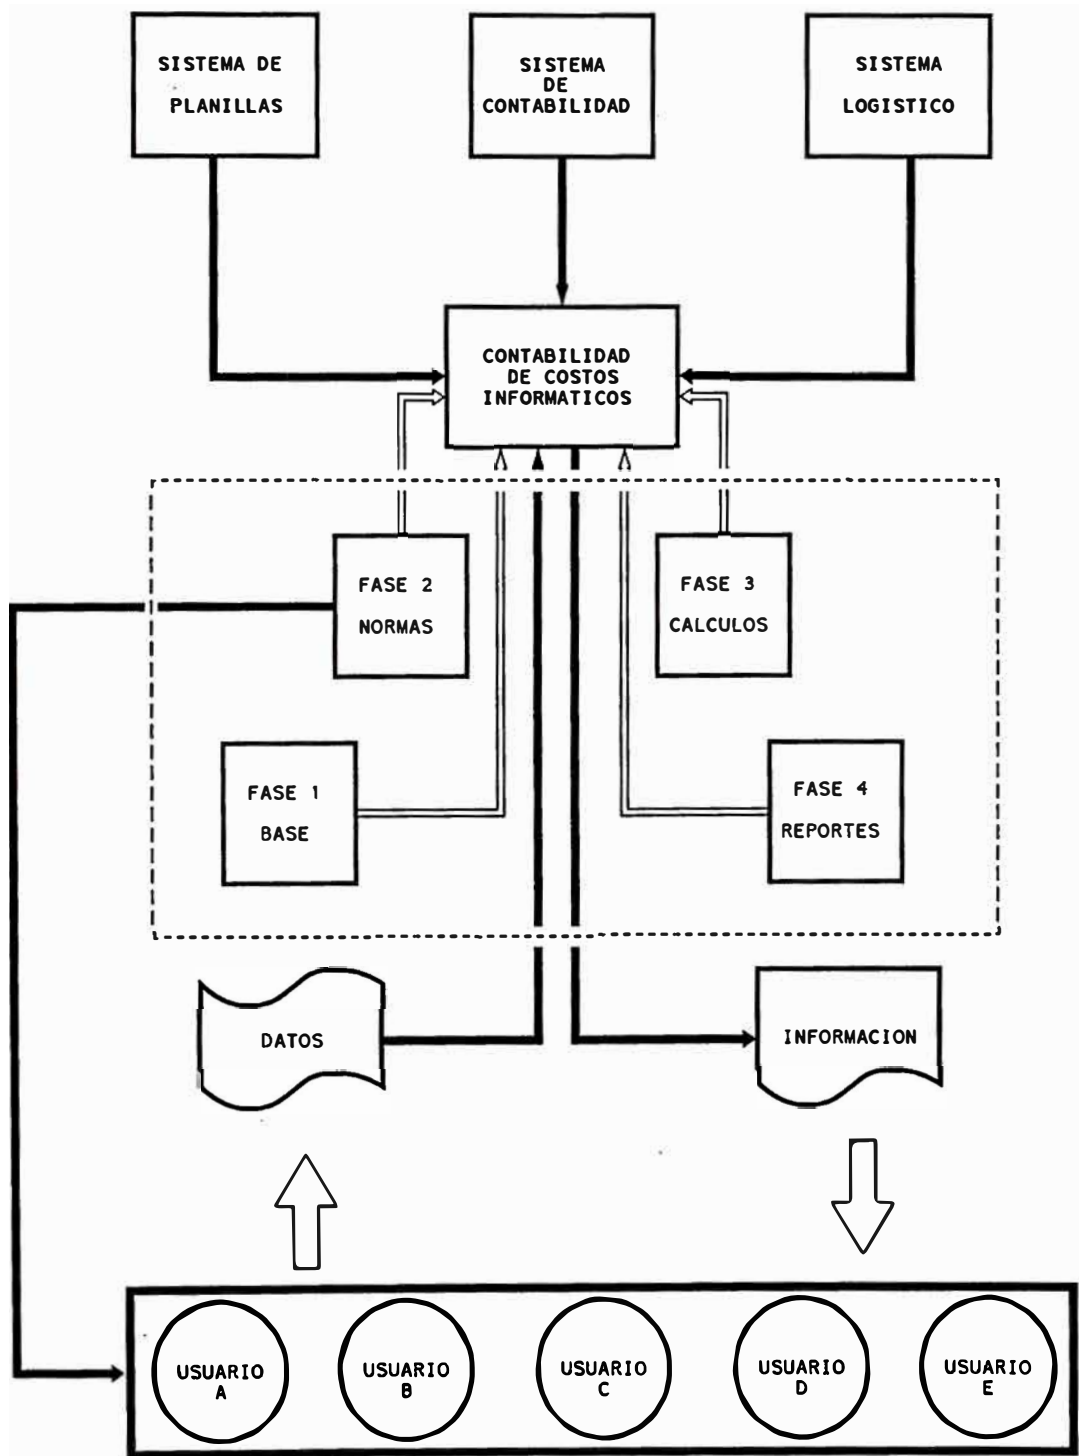 SISTEMA DE
PLANILLAS
SISTEMA
DE
CONTABILIDAD
SISTEMA
LOGISTICO
CONTABILIDAD
DE COSTOS
INFORMATICOS
FASE 2
NORMAS
FASE 3
CALCULOS
FASE 1
BASE
FASE 4
REPORTES
DATOS
INFORMACION
USUARIO
A
USUARIO
B
USUARIO
C
USUARIO
D
USUARIO
E